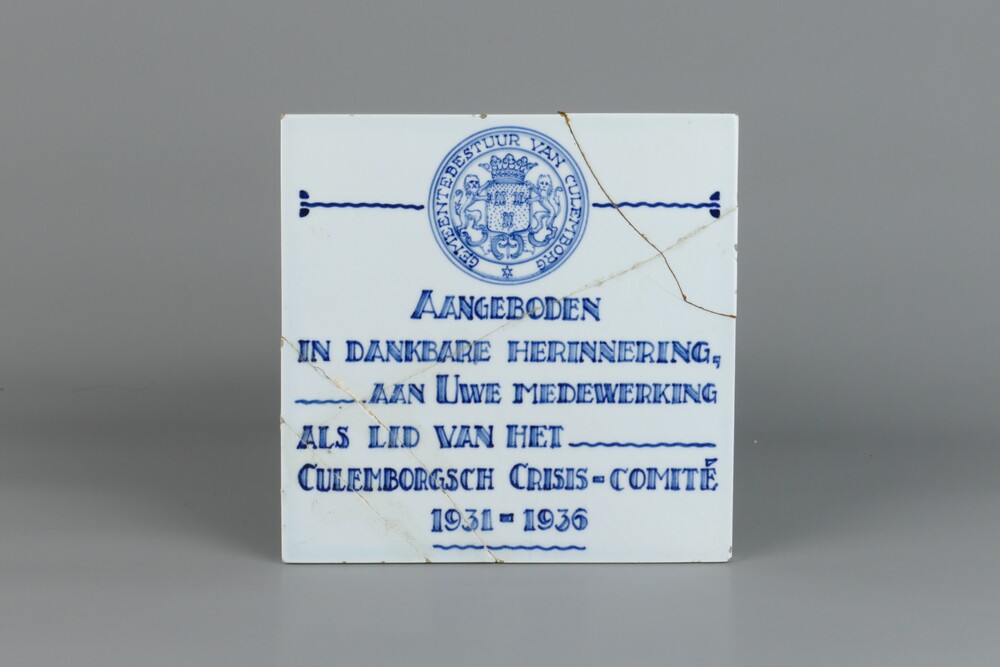 GEMEENTEBESTUUR VAN CULEMBORG
AANGEBODEN
IN DANKBARE HERINNERING,
AAN UWE MEDEWERKING
ALS LID VAN HET
CULEMBORGSCH CRISIS-COMITÉ
1931-1936